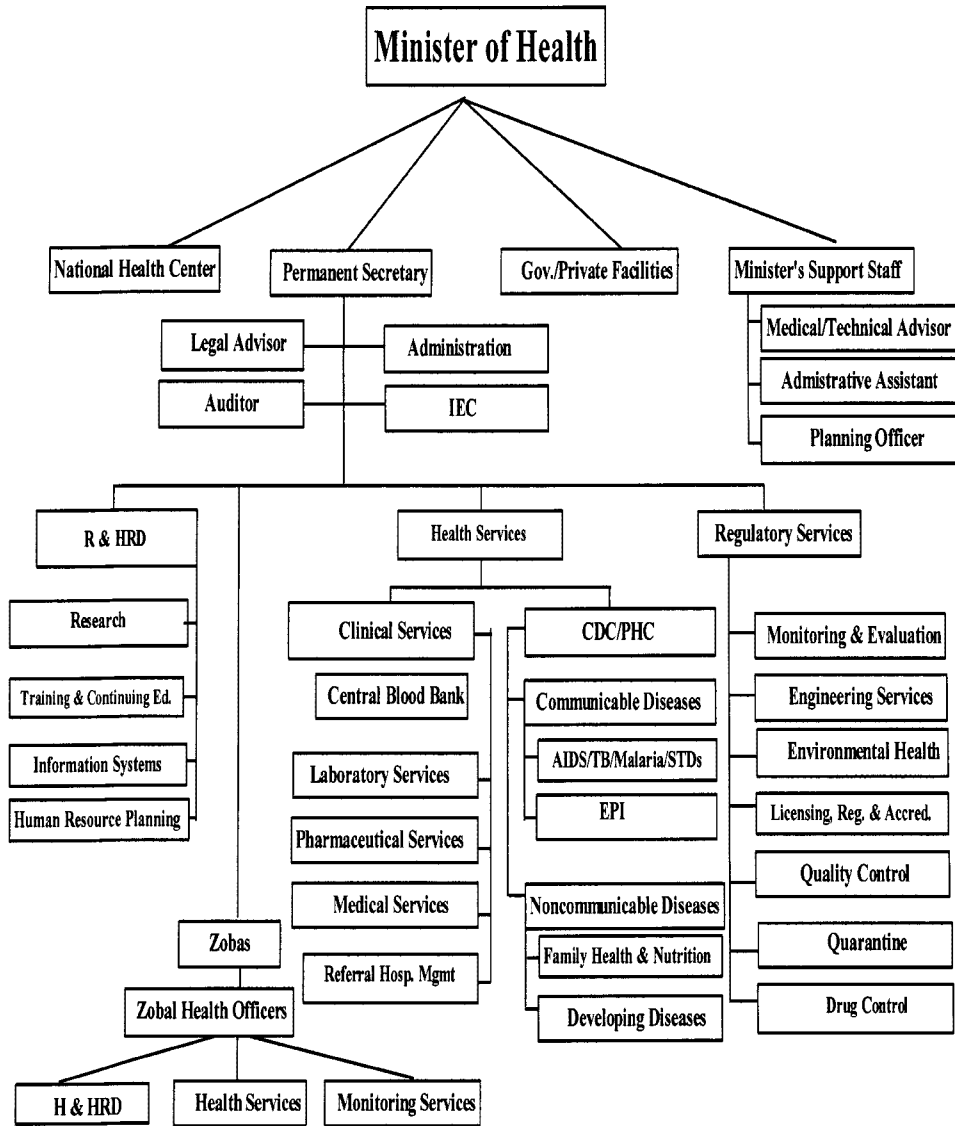 Minister of Health
National Health Center
Permanent Secretary
Gov./Private Facilities
Minister's Support Staff
Legal Advisor
Administration
Auditor
IEC
Medical/Technical Advisor
Admistrative Assistant
Planning Officer
R & HRD
Health Services
Regulatory Services
Research
Training & Continuing Ed.
Information Systems
Human Resource Planning
Clinical Services
Central Blood Bank
Laboratory Services
Pharmaceutical Services
Medical Services
Referral Hosp. Mgmt
CDC/PHC
Communicable Diseases
AIDS/TB/Malaria/STDs
EPI
Noncommunicable Diseases
Family Health & Nutrition
Developing Diseases
Monitoring & Evaluation
Engineering Services
Environmental Health
Licensing, Reg. & Accred.
Quality Control
Quarantine
Drug Control
Zobas
Zobal Health Officers
H & HRD
Health Services
Monitoring Services